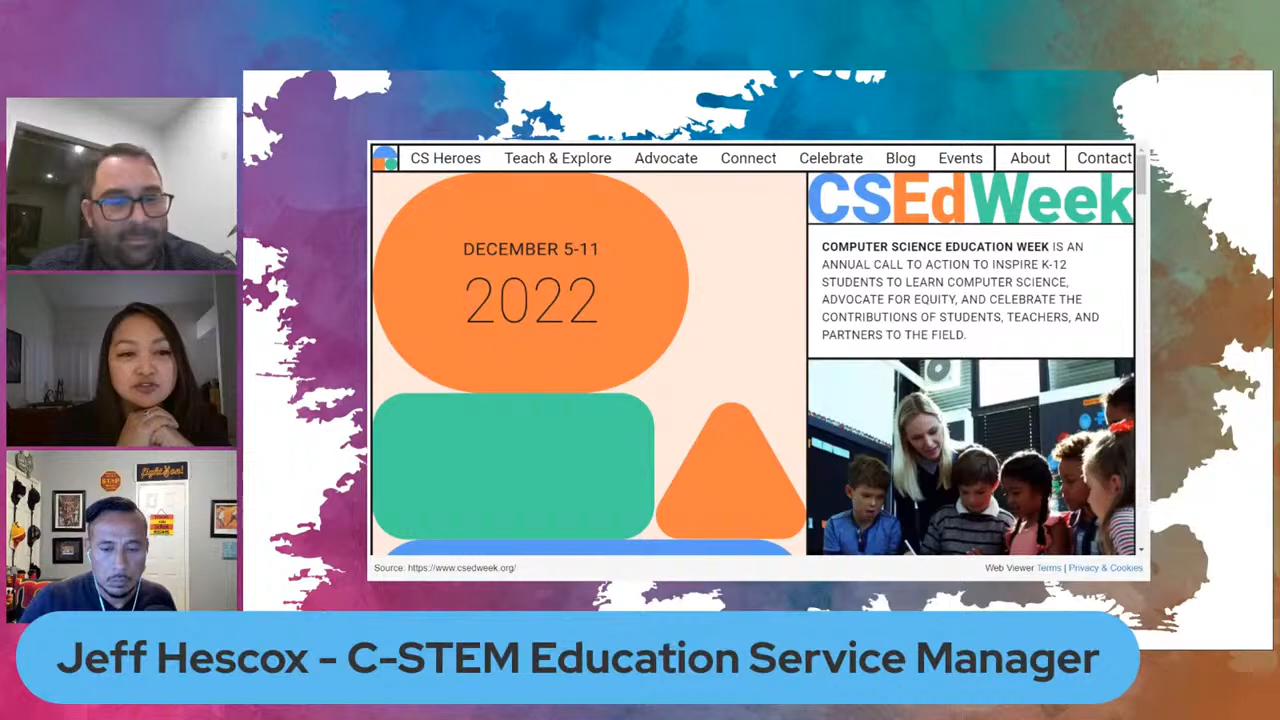 CS Heroes Teach & Explore Advocate Connect Celebrate Blog Events About Contact
DECEMBER 5-11
2022
CSEdWeek
COMPUTER SCIENCE EDUCATION WEEK IS AN
ANNUAL CALL TO ACTION TO INSPIRE K-12
STUDENTS TO LEARN COMPUTER SCIENCE,
ADVOCATE FOR EQUITY, AND CELEBRATE THE
CONTRIBUTIONS OF STUDENTS, TEACHERS, AND
PARTNERS TO THE FIELD.
Source: https://www.csedweek.org/
Web Viewer Terms | Privacy & Cookies
Fight On!
STOP
Jeff Hescox - C-STEM Education Service Manager